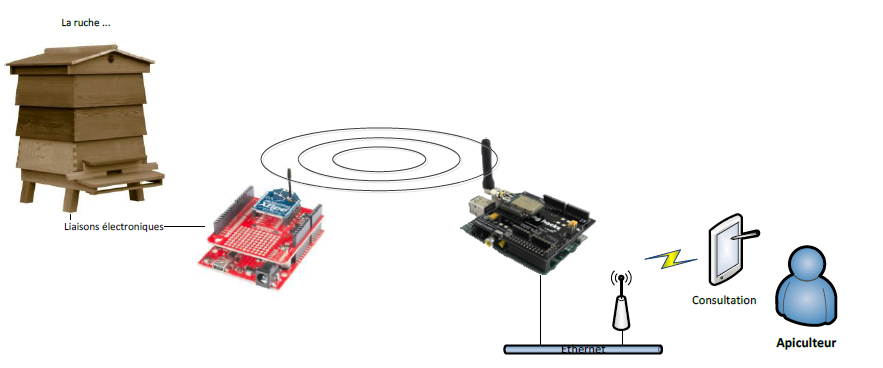 La ruche ...
Liaisons électroniques
Consultation
Apiculteur
Ethernet